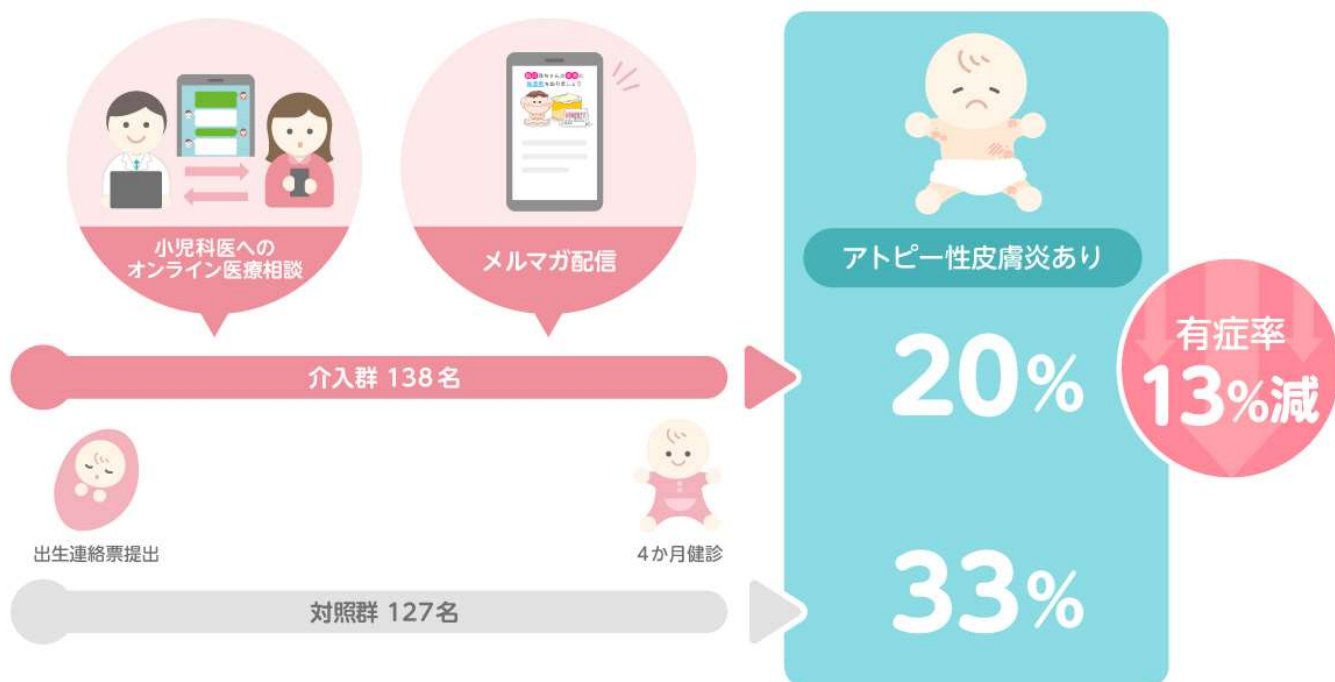 小児科医への
オンライン医療相談
メルマガ配信
アトピー性皮膚炎あり
介入群 138名
20%
有症率
13%減
出生連絡票提出
4か月健診
対照群 127名
33%